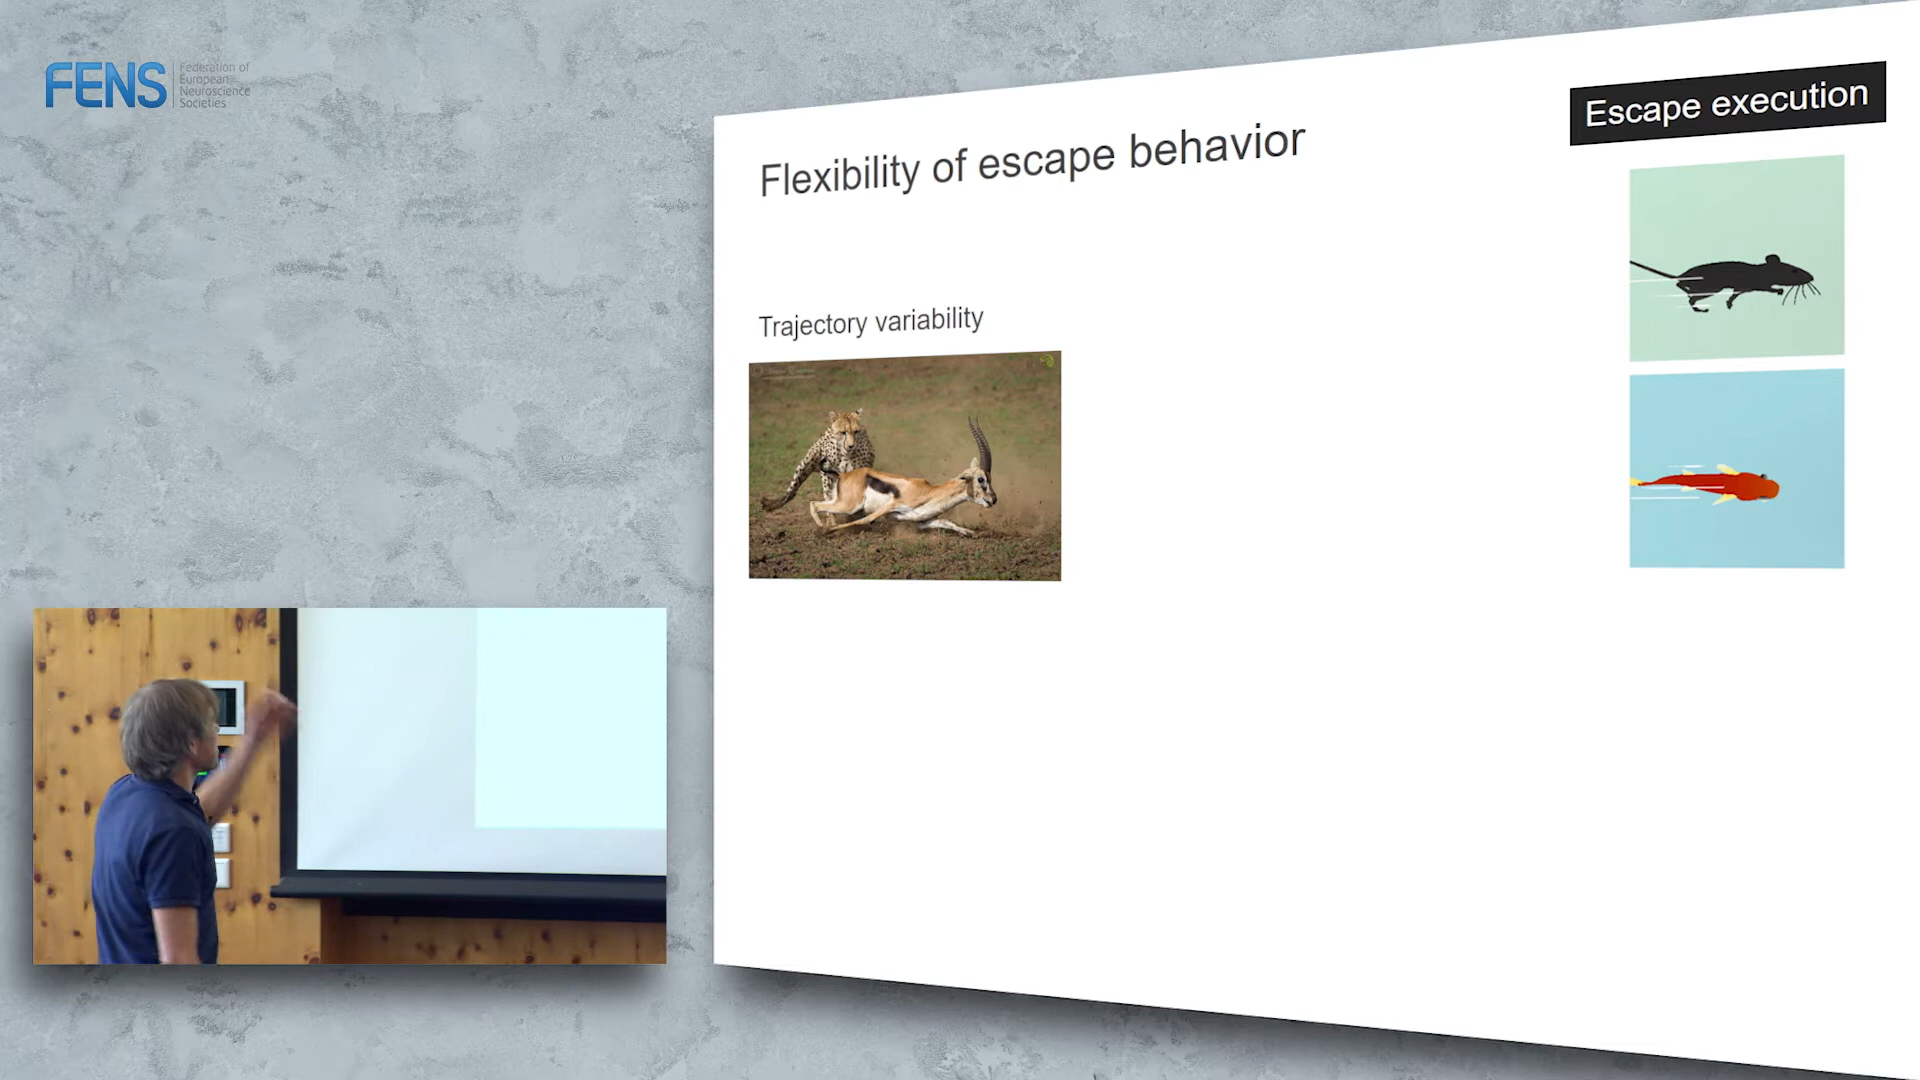 FENS
Federation of
European
Neuroscience
Societies
Escape execution
Flexibility of escape behavior
Trajectory variability